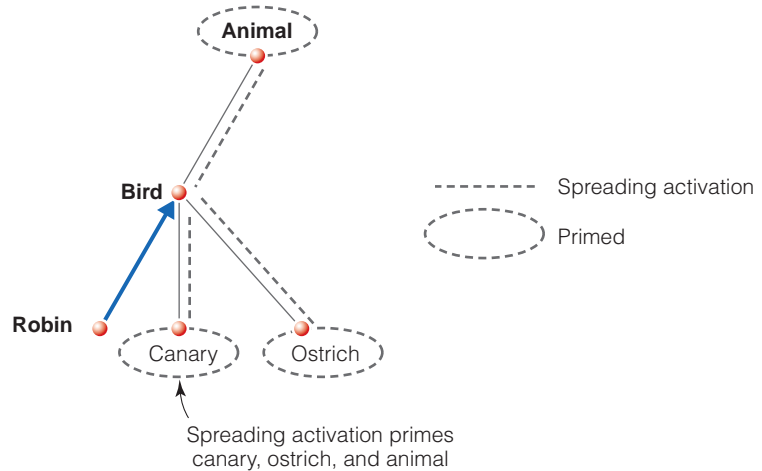 Animal
Bird
Spreading activation
Primed
Robin
Canary
Ostrich
Spreading activation primes
canary, ostrich, and animal